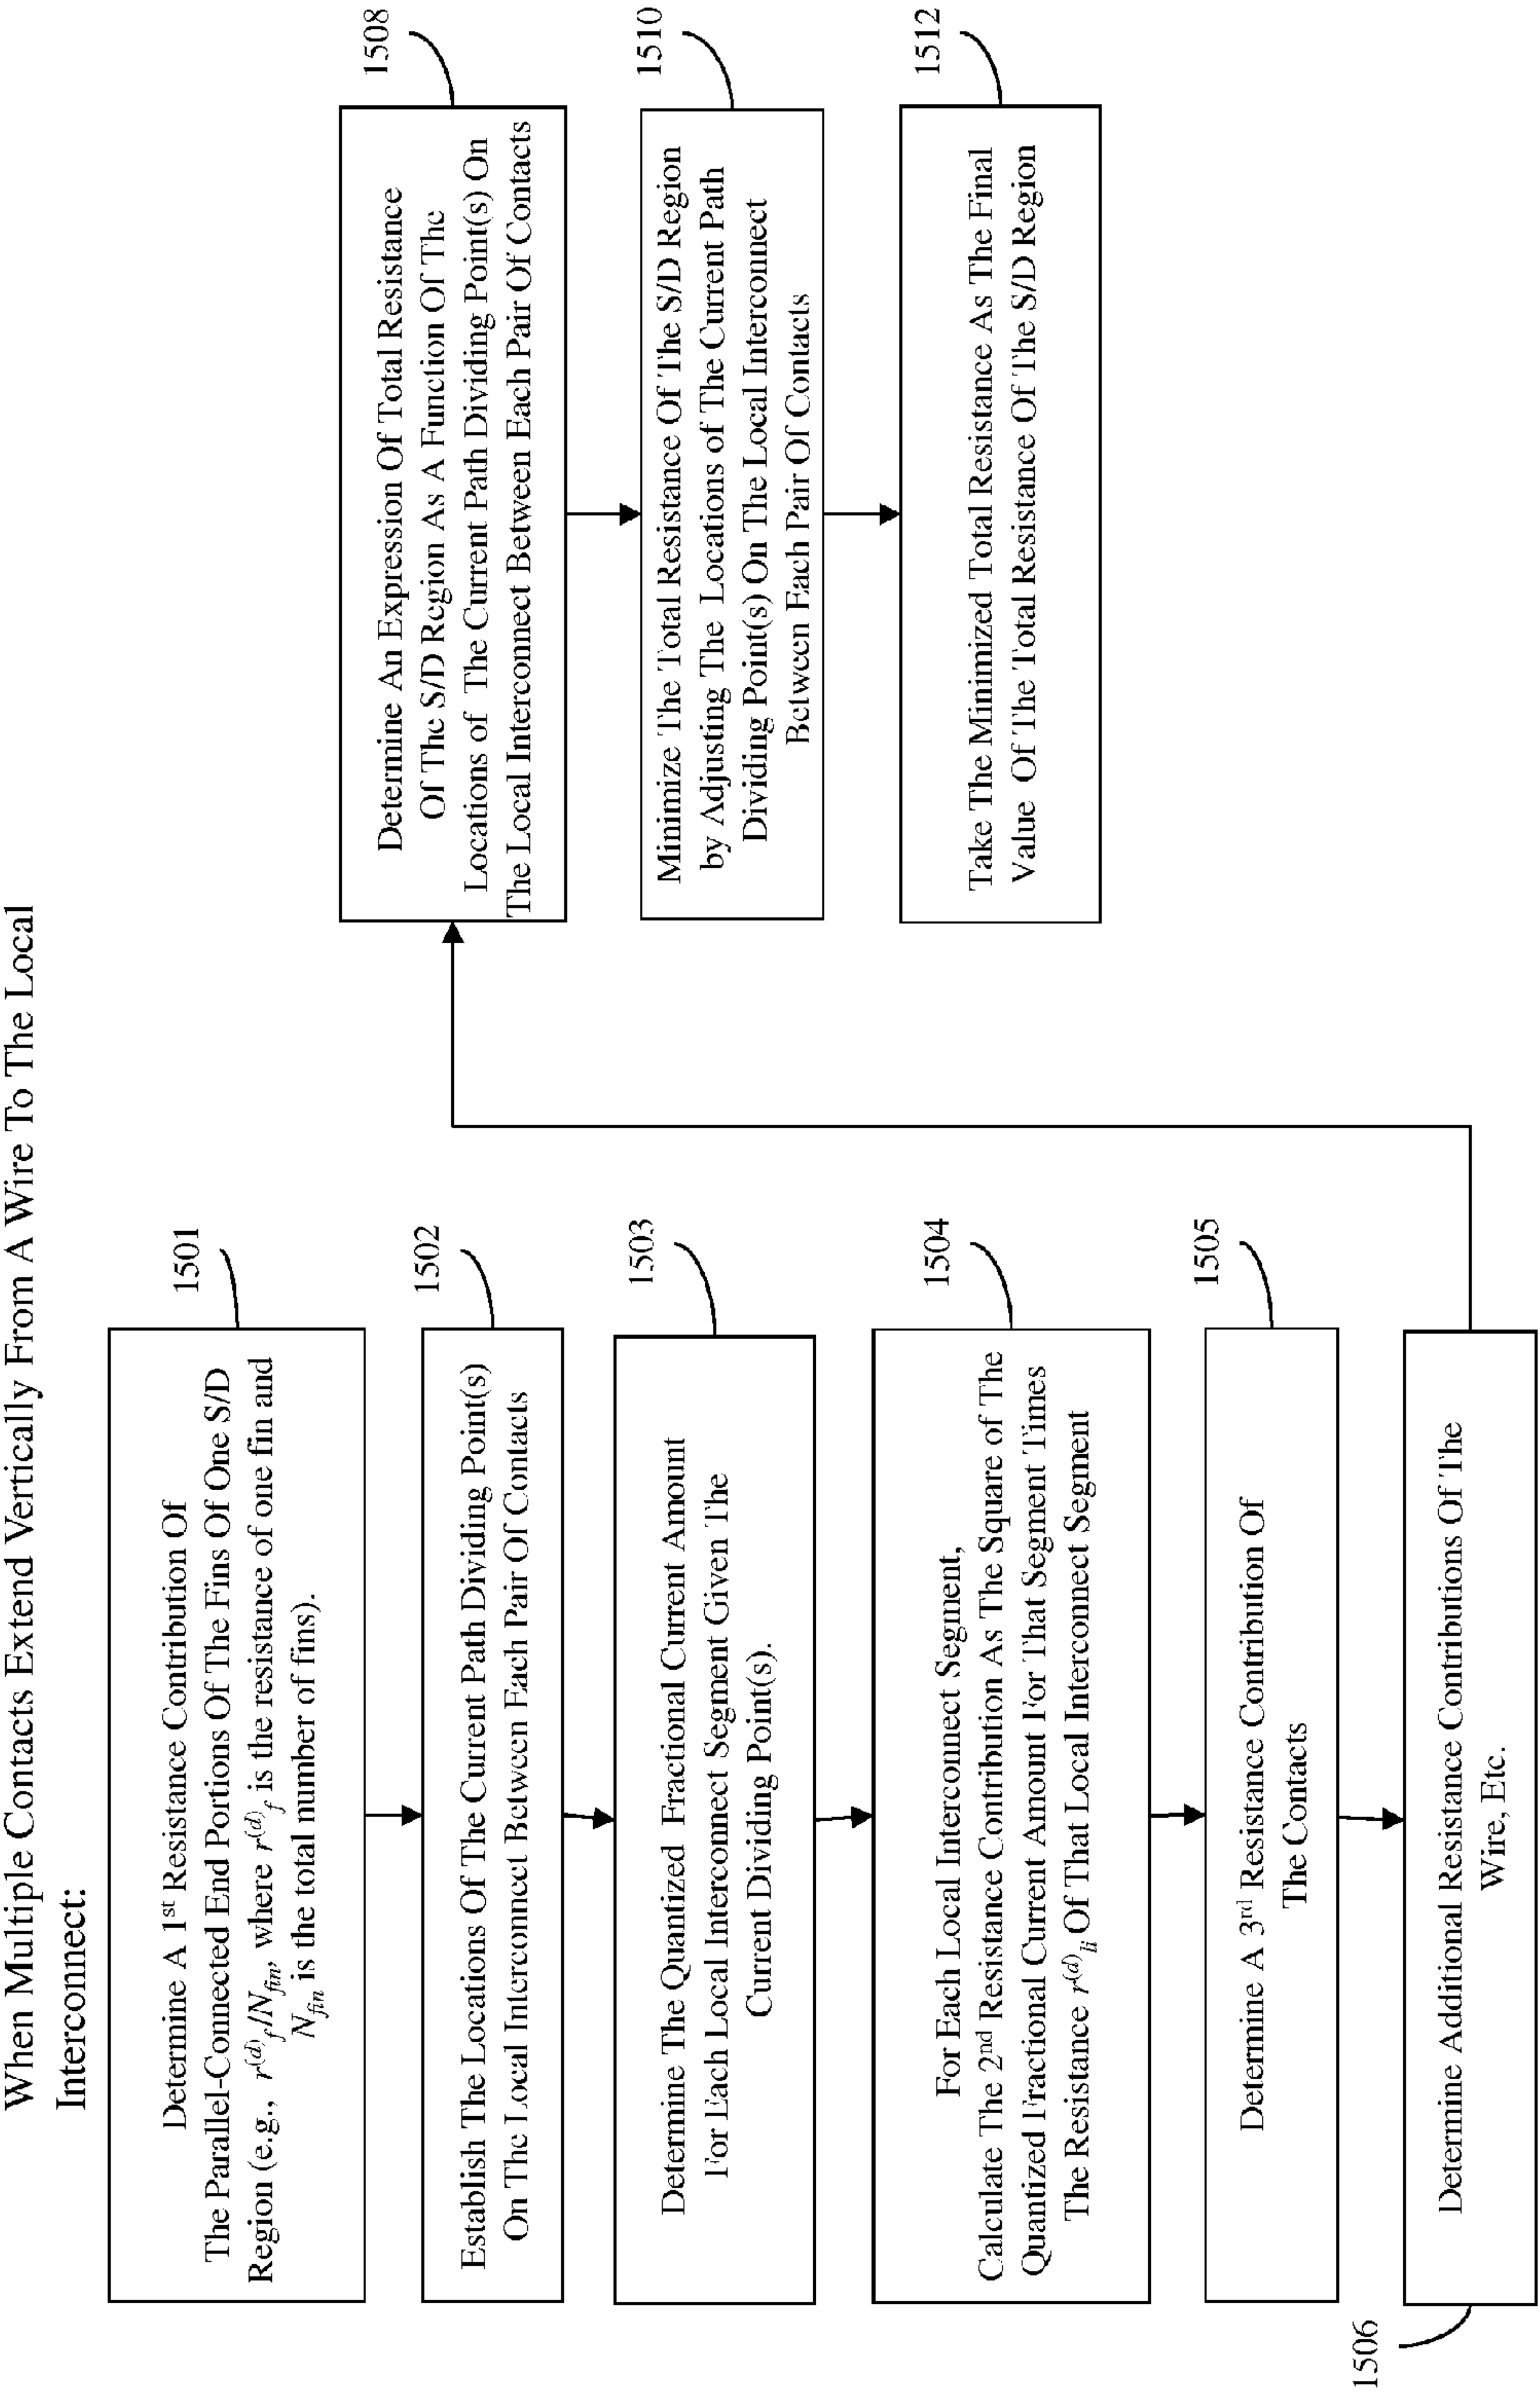 When Multiple Contacts Extend Vertically From A Wire To The Local
Interconnect:
Determine A 1st Resistance Contribution Of
The Parallel-Connected End Portions Of The Fins Of One S/D
Region (e.g., r(d)f/Nfin, where r(d)f is the resistance of one fin and
Nfin is the total number of fins).
1501
Establish The Locations Of The Current Path Dividing Point(s)
On The Local Interconnect Between Each Pair Of Contacts
1502
Determine The Quantized Fractional Current Amount
For Each Local Interconnect Segment Given The
Current Dividing Point(s).
1503
For Each Local Interconnect Segment,
Calculate The 2nd Resistance Contribution As The Square of The
Quantized Fractional Current Amount For That Segment Times
The Resistance r(d)li Of That Local Interconnect Segment
1504
Determine A 3rd Resistance Contribution Of
The Contacts
1505
Determine Additional Resistance Contributions Of The
Wire, Etc.
1506
Determine An Expression Of Total Resistance
Of The S/D Region As A Function Of The
Locations of The Current Path Dividing Point(s) On
The Local Interconnect Between Each Pair Of Contacts
1508
Minimize The Total Resistance Of The S/D Region
by Adjusting The Locations of The Current Path
Dividing Point(s) On The Local Interconnect
Between Each Pair Of Contacts
1510
Take The Minimized Total Resistance As The Final
Value Of The Total Resistance Of The S/D Region
1512